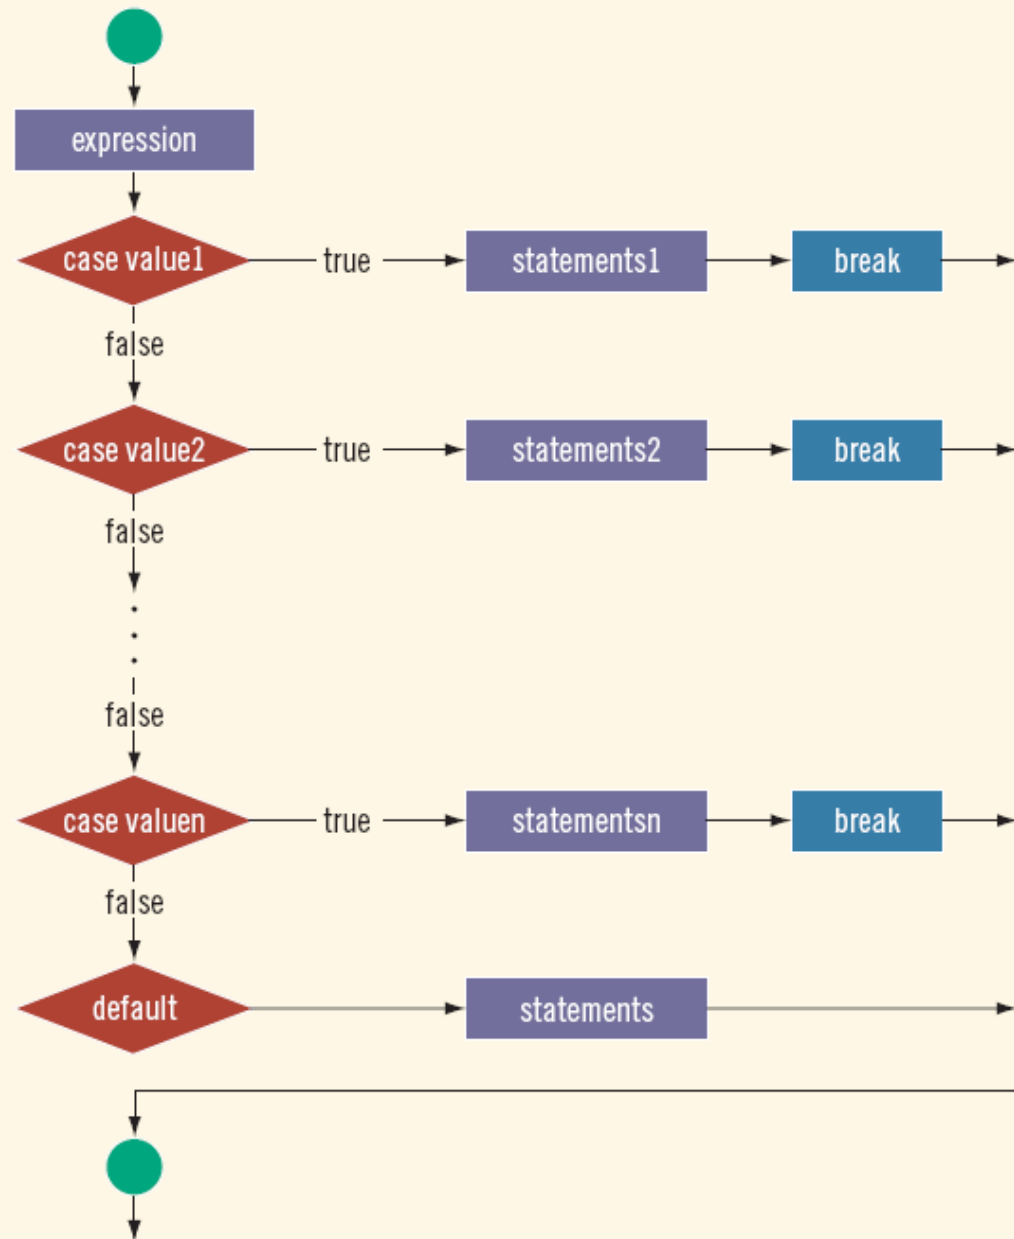 expression
case value1
true
statements1
break
false
case value2
true
statements2
break
false
false
case valuen
true
statementsn
break
false
default
statements